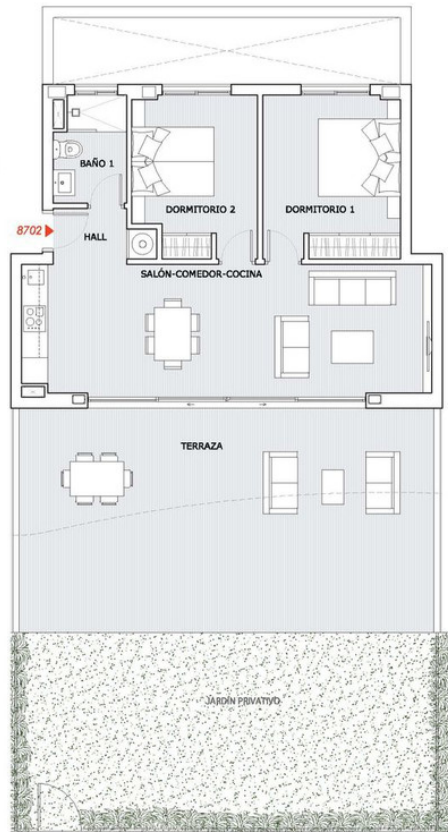 BAÑO 1
DORMITORIO 2
DORMITORIO 1
8702
HALL
SALÓN-COMEDOR-COCINA
TERRAZA
JARDÍN PRIVATIVO